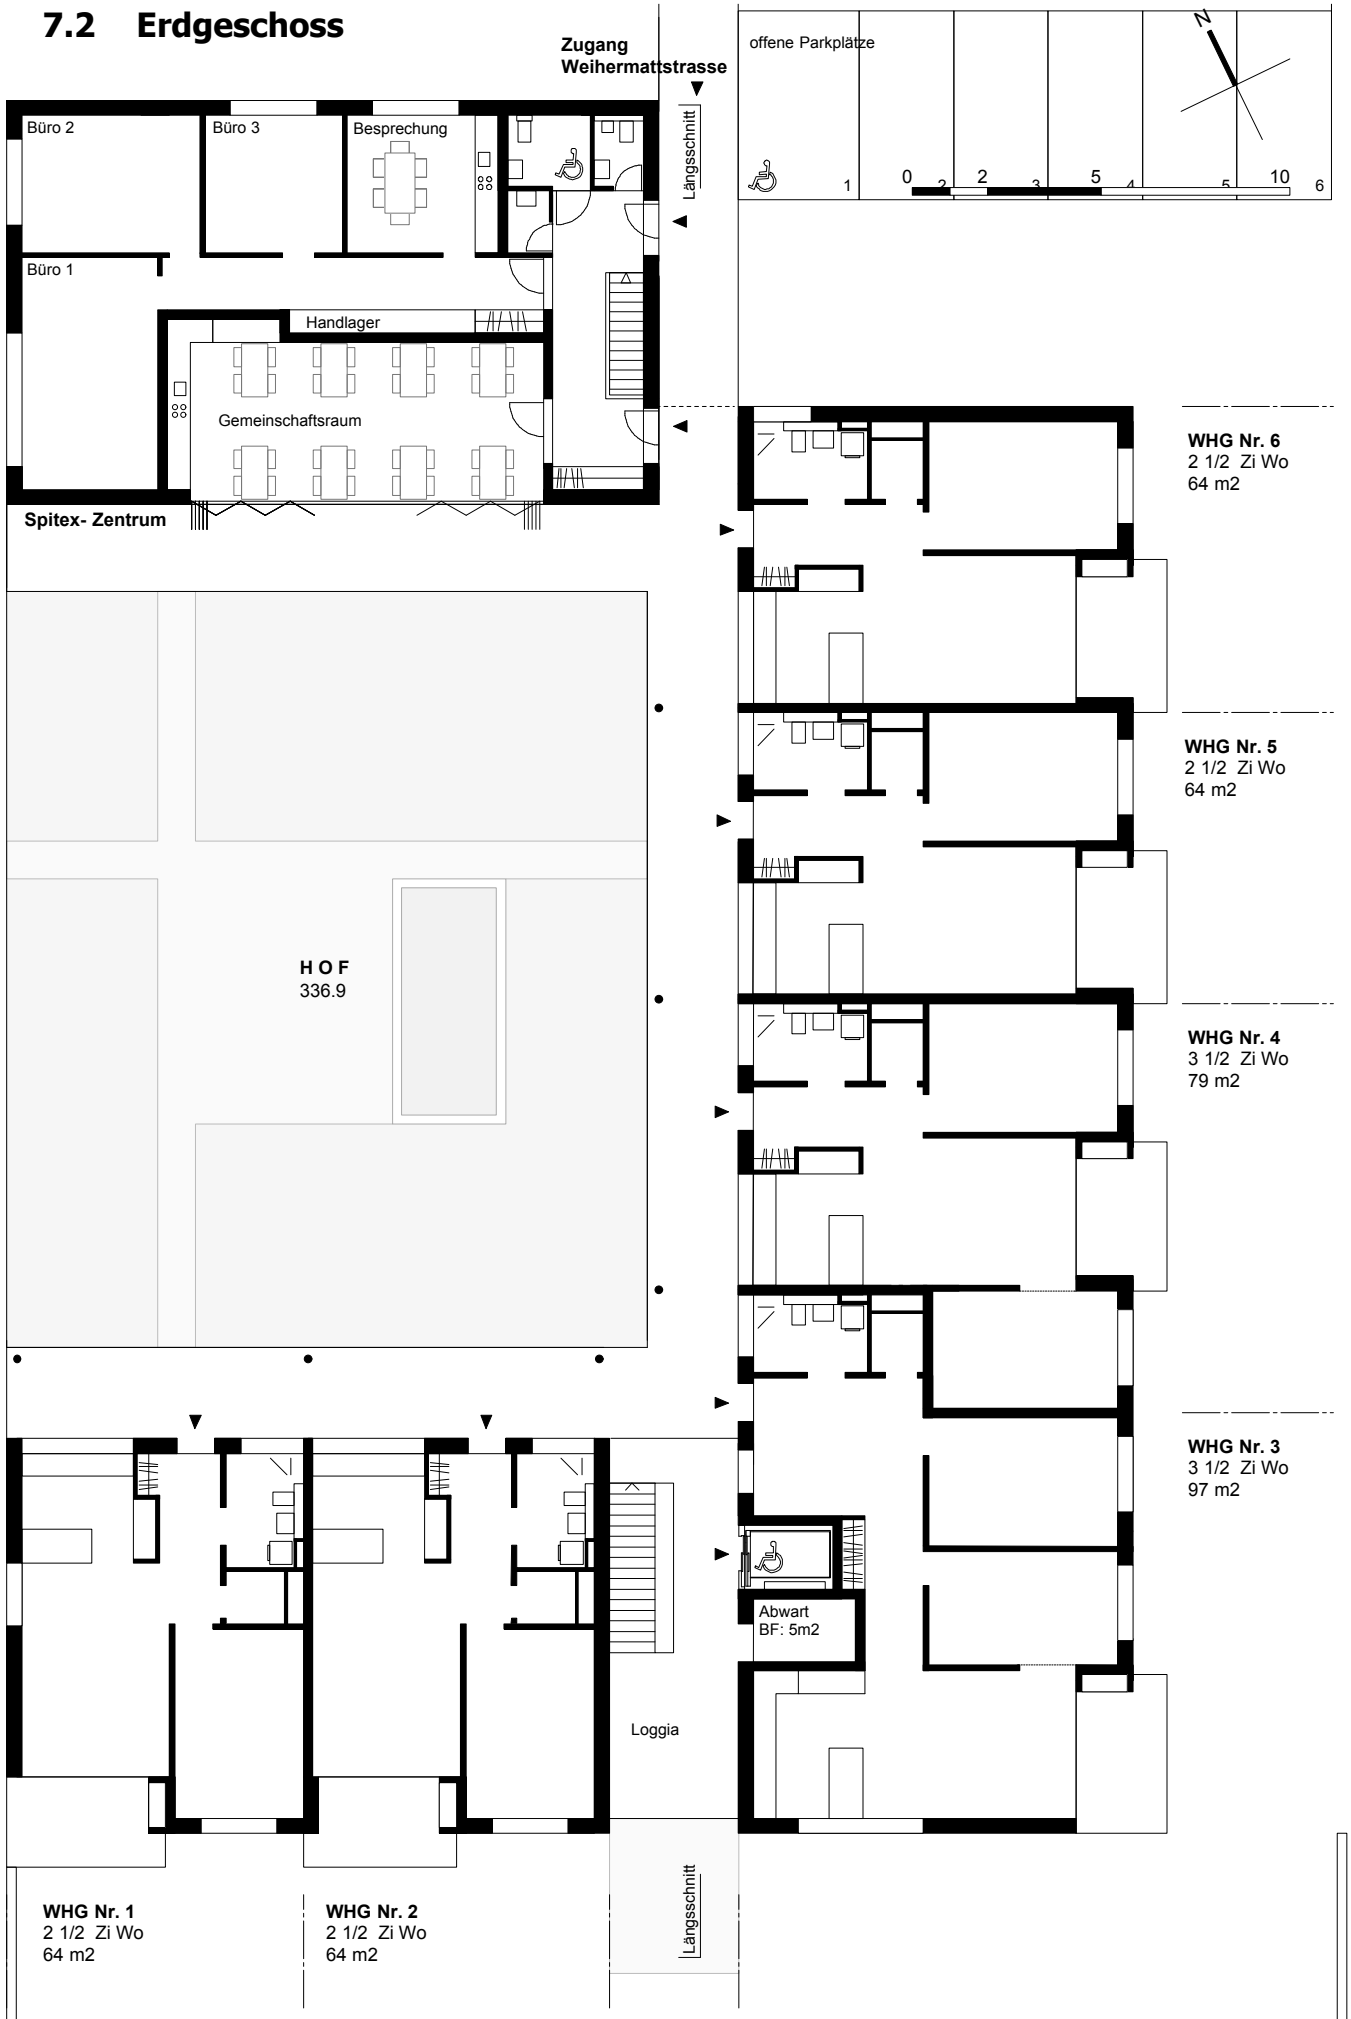 7.2 Erdgeschoss
Zugang
Weihermattstrasse
offene Parkplätze
N
Längsschnitt
1 2 3 4 5 6
0 2 5 10
Büro 2
Büro 3
Besprechung
Büro 1
Handlager
Gemeinschaftsraum
Spitex- Zentrum
WHG Nr. 6
2 1/2 Zi Wo
64 m2
WHG Nr. 5
2 1/2 Zi Wo
64 m2
H O F
336.9
WHG Nr. 4
3 1/2 Zi Wo
79 m2
WHG Nr. 3
3 1/2 Zi Wo
97 m2
Abwart
BF: 5m2
Loggia
Längsschnitt
WHG Nr. 1
2 1/2 Zi Wo
64 m2
WHG Nr. 2
2 1/2 Zi Wo
64 m2